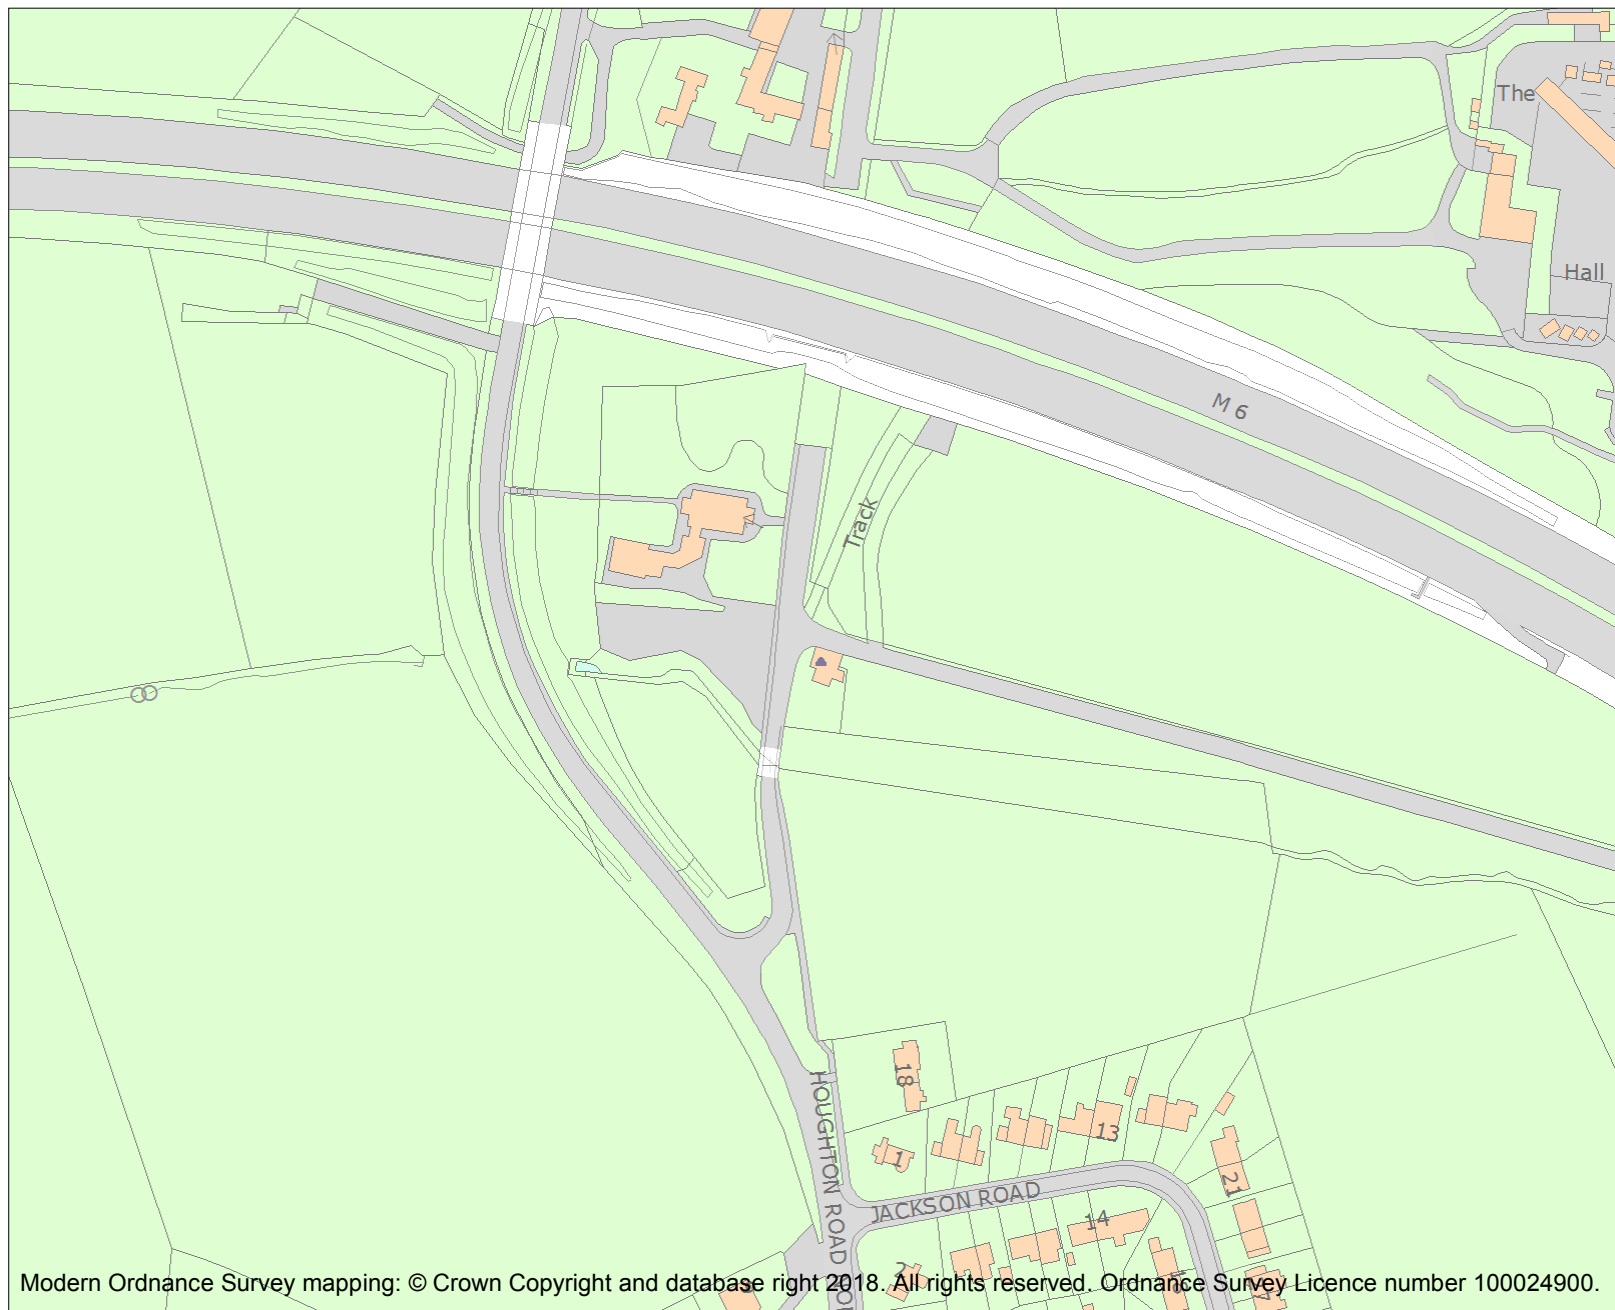 The
Hall
M 6
Track
18
HOUGHTON ROAD
1
13
21
JACKSON ROAD
14
2
Modern Ordnance Survey mapping: © Crown Copyright and database right 2018. All rights reserved. Ordnance Survey Licence number 100024900.